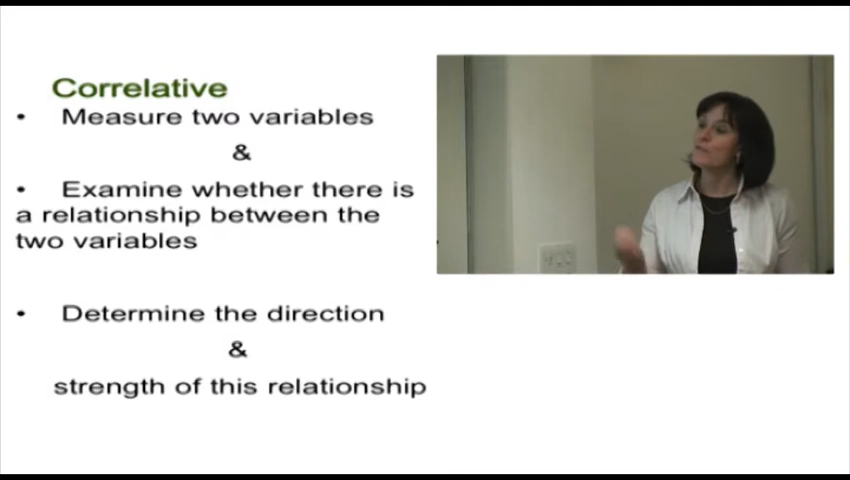 Correlative
• Measure two variables
&
• Examine whether there is
a relationship between the
two variables
• Determine the direction
&
strength of this relationship